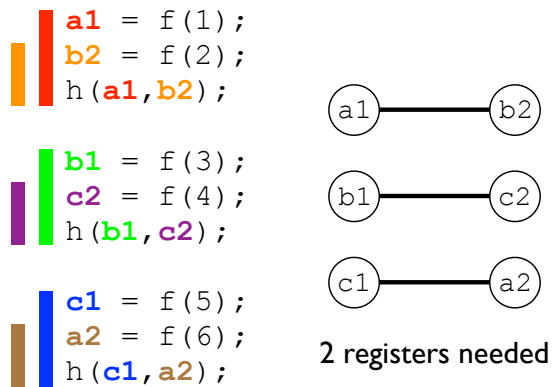 a1 = f(1);
b2 = f(2);
h(a1,b2);
b1 = f(3);
c2 = f(4);
h(b1,c2);
c1 = f(5);
a2 = f(6);
h(c1,a2);
a1 b2
b1 c2
c1 a2
2 registers needed